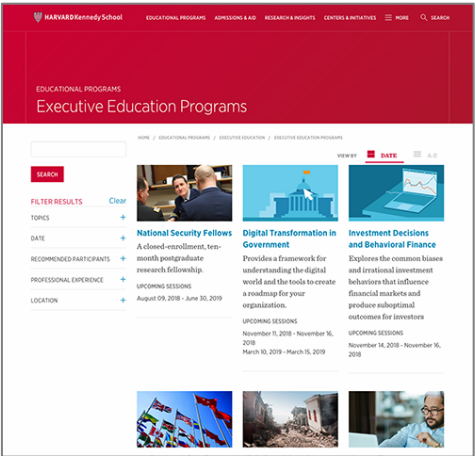 HARVARD Kennedy School
EDUCATIONAL PROGRAMS
ADMISSIONS & AID
RESEARCH & INSIGHTS
CENTERS & INITIATIVES
MORE
SEARCH
EDUCATIONAL PROGRAMS
Executive Education Programs
HOME / EDUCATIONAL PROGRAMS / EXECUTIVE EDUCATION / EXECUTIVE EDUCATION PROGRAMS
VIEW BY
DATE
A-Z
SEARCH
FILTER RESULTS
Clear
TOPICS +
DATE +
RECOMMENDED PARTICIPANTS +
PROFESSIONAL EXPERIENCE +
LOCATION +
National Security Fellows
A closed-enrollment, ten-
month postgraduate
research fellowship.
UPCOMING SESSIONS
August 09, 2018 - June 30, 2019
Digital Transformation in
Government
Provides a framework for
understanding the digital
world and the tools to create
a roadmap for your
organization.
UPCOMING SESSIONS
November 11, 2018 - November 16,
2018
March 10, 2019 - March 15, 2019
Investment Decisions
and Behavioral Finance
Explores the common biases
and irrational investment
behaviors that influence
financial markets and
produce suboptimal
outcomes for investors
UPCOMING SESSIONS
November 14, 2018 - November 16,
2018